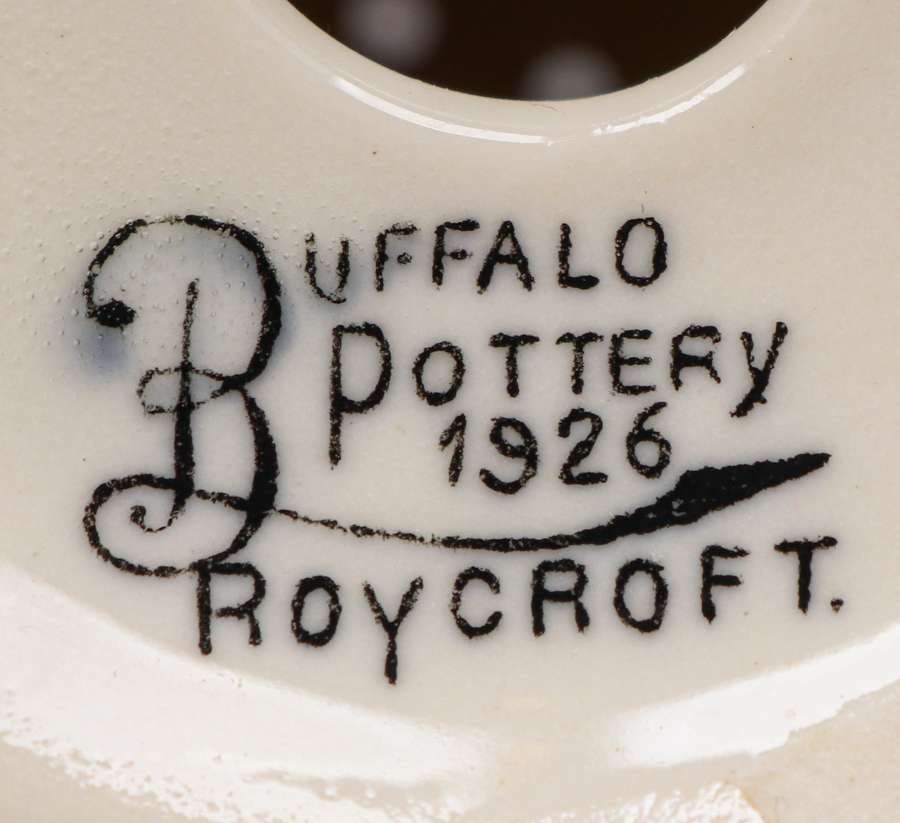 BUFFALO
POTTERY
1926
ROYCROFT.